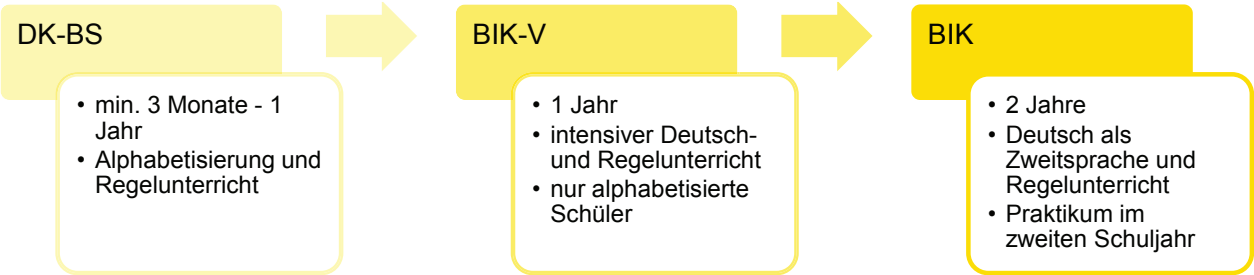 DK-BS
• min. 3 Monate - 1
Jahr
• Alphabetisierung und
Regelunterricht
BIK-V
• 1 Jahr
• intensiver Deutsch-
und Regelunterricht
• nur alphabetisierte
Schüler
BIK
• 2 Jahre
• Deutsch als
Zweitsprache und
Regelunterricht
• Praktikum im
zweiten Schuljahr